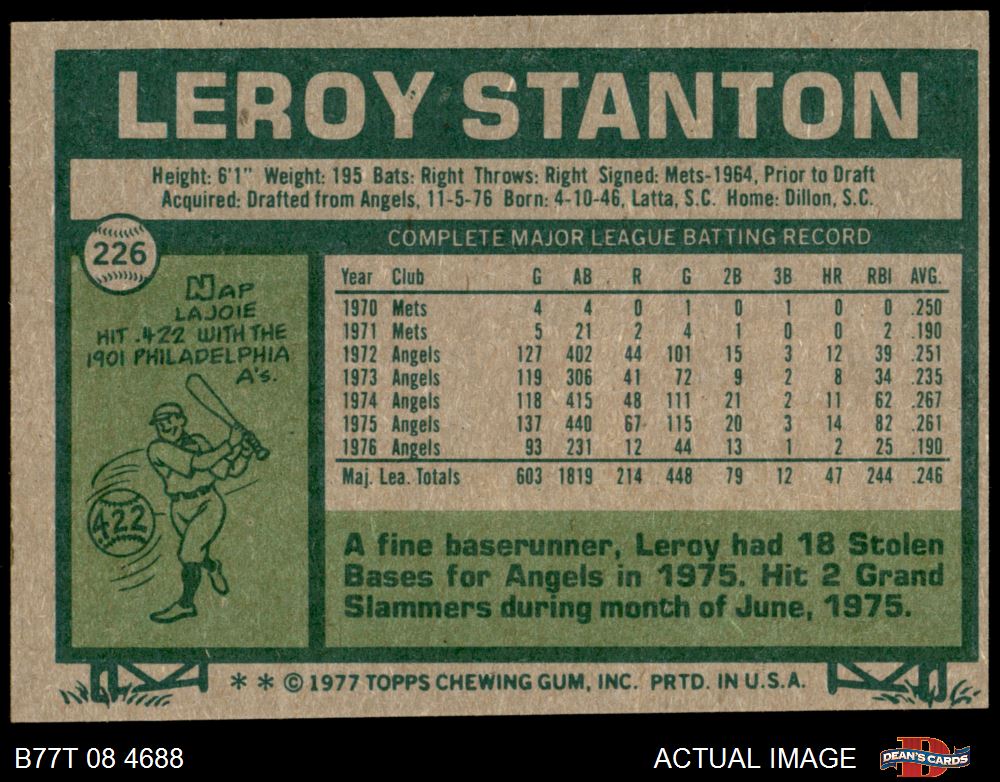 LEROY STANTON
Height: 6'1" Weight: 195 Bats: Right Throws: Right Signed: Mets-1964, Prior to Draft
Acquired: Drafted from Angels, 11-5-76 Born: 4-10-46, Latta, S.C. Home: Dillon, S.C.
226
COMPLETE MAJOR LEAGUE BATTING RECORD
NAP
LAJOIE
HIT .422 WITH THE
1901 PHILADELPHIA
A's.
422
Year Club G AB R G 2B 3B HR RBI AVG.
1970 Mets 4 4 0 1 0 1 0 0 .250
1971 Mets 5 21 2 4 1 0 0 2 .190
1972 Angels 127 402 44 101 15 3 12 39 .251
1973 Angels 119 306 41 72 9 2 8 34 .235
1974 Angels 118 415 48 111 21 2 11 62 .267
1975 Angels 137 440 67 115 20 3 14 82 .261
1976 Angels 93 231 12 44 13 1 2 25 .190
Maj. Lea. Totals 603 1819 214 448 79 12 47 244 .246
A fine baserunner, Leroy had 18 Stolen
Bases for Angels in 1975. Hit 2 Grand
Slammers during month of June, 1975.
* * © 1977 TOPPS CHEWING GUM, INC. PRTD. IN U.S.A.
B77T 08 4688
ACTUAL IMAGE
DEAN'S CARDS